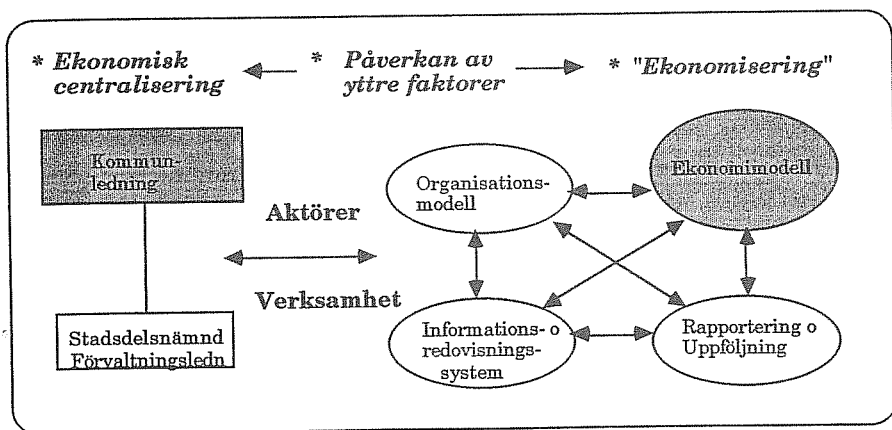 * Ekonomisk
centralisering
* Påverkan av
yttre faktorer
* "Ekonomisering"
Kommun-
ledning
Organisations-
modell
Ekonomimodell
Aktörer
Verksamhet
Stadsdelsnämnd
Förvaltningsledn
Informations- o
redovisnings-
system
Rapportering o
Uppföljning